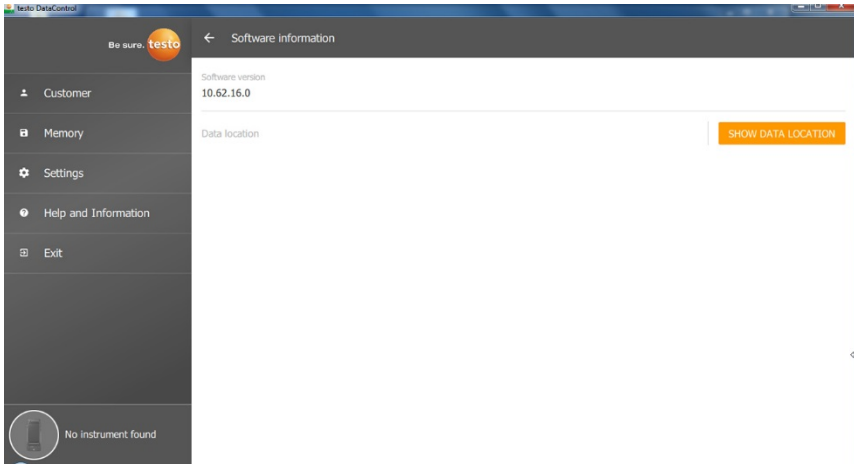 testo DataControl
Be sure. testo
← Software information
Customer
Memory
Settings
Help and Information
Exit
Software version
10.62.16.0
Data location
SHOW DATA LOCATION
No instrument found